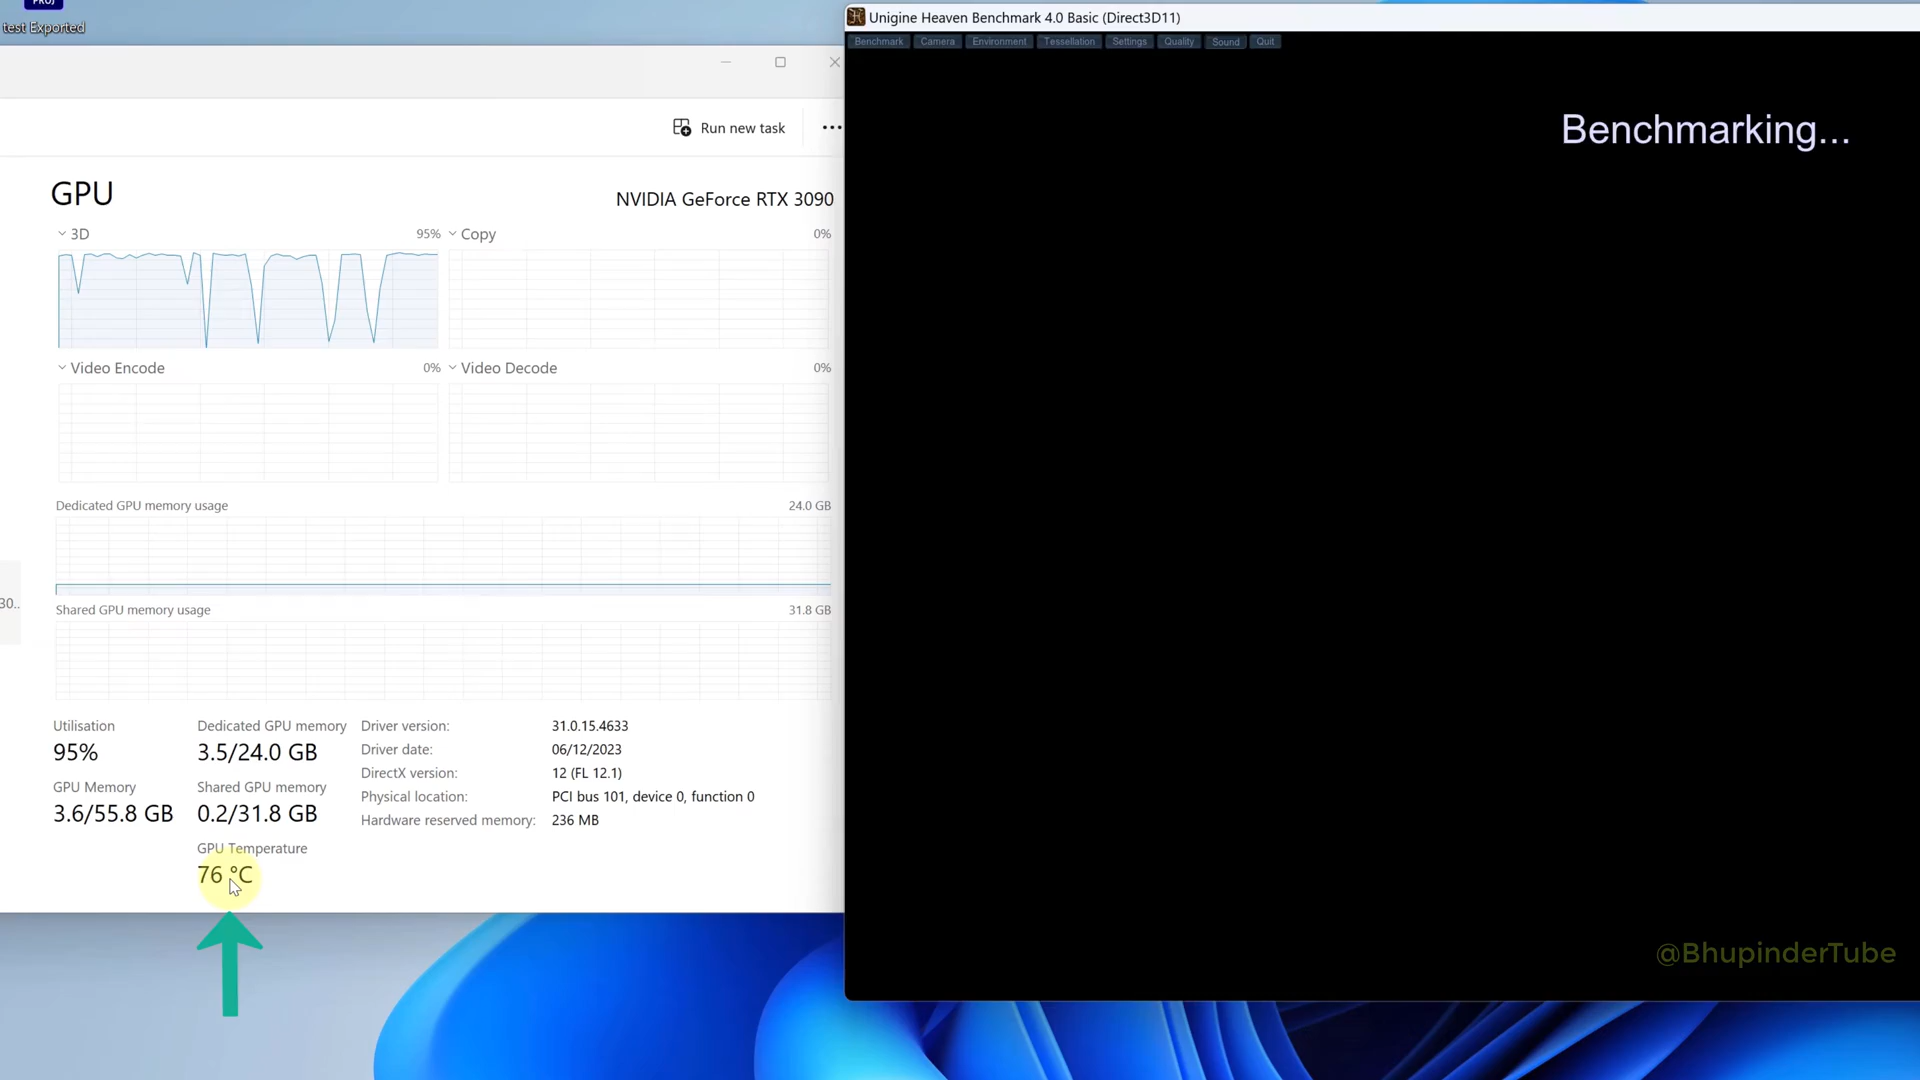 PROJ
test Exported
Run new task
GPU
NVIDIA GeForce RTX 3090
3D 95%
Copy 0%
Video Encode 0%
Video Decode 0%
Dedicated GPU memory usage 24.0 GB
Shared GPU memory usage 31.8 GB
30...
Utilisation
95%
Dedicated GPU memory
3.5/24.0 GB
GPU Memory
3.6/55.8 GB
Shared GPU memory
0.2/31.8 GB
GPU Temperature
76 °C
Driver version: 31.0.15.4633
Driver date: 06/12/2023
DirectX version: 12 (FL 12.1)
Physical location: PCI bus 101, device 0, function 0
Hardware reserved memory: 236 MB
Unigine Heaven Benchmark 4.0 Basic (Direct3D11)
Benchmark Camera Environment Tessellation Settings Quality Sound Quit
Benchmarking...
@BhupinderTube